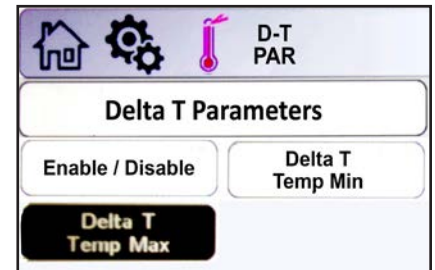 D-T
PAR
Delta T Parameters
Enable / Disable
Delta T
Temp Min
Delta T
Temp Max